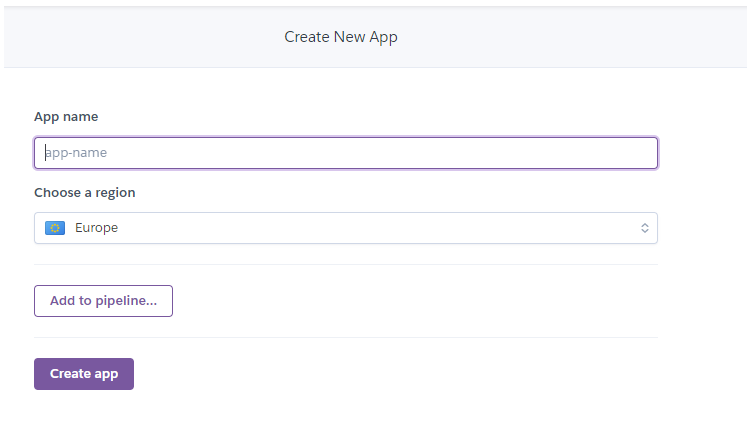 Create New App
App name
app-name
Choose a region
Europe
Add to pipeline...
Create app